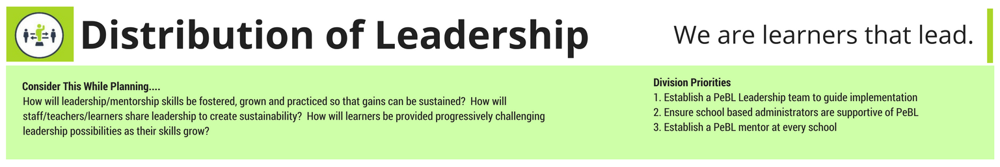 Distribution of Leadership
We are learners that lead.
Consider This While Planning....
How will leadership/mentorship skills be fostered, grown and practiced so that gains can be sustained?  How will
staff/teachers/learners share leadership to create sustainability?  How will learners be provided progressively challenging
leadership possibilities as their skills grow?
Division Priorities
1. Establish a PeBL Leadership team to guide implementation
2. Ensure school based administrators are supportive of PeBL
3. Establish a PeBL mentor at every school